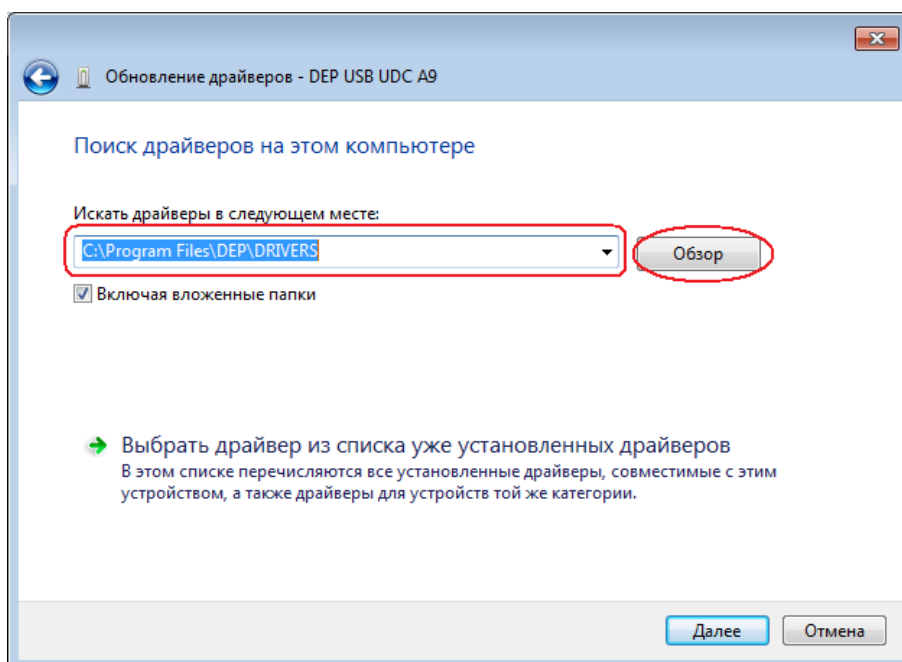 Обновление драйверов - DEP USB UDC A9
Поиск драйверов на этом компьютере
Искать драйверы в следующем месте:
C:\Program Files\DEP\DRIVERS
Обзор
Включая вложенные папки
Выбрать драйвер из списка уже установленных драйверов
В этом списке перечисляются все установленные драйверы, совместимые с этим
устройством, а также драйверы для устройств той же категории.
Далее
Отмена